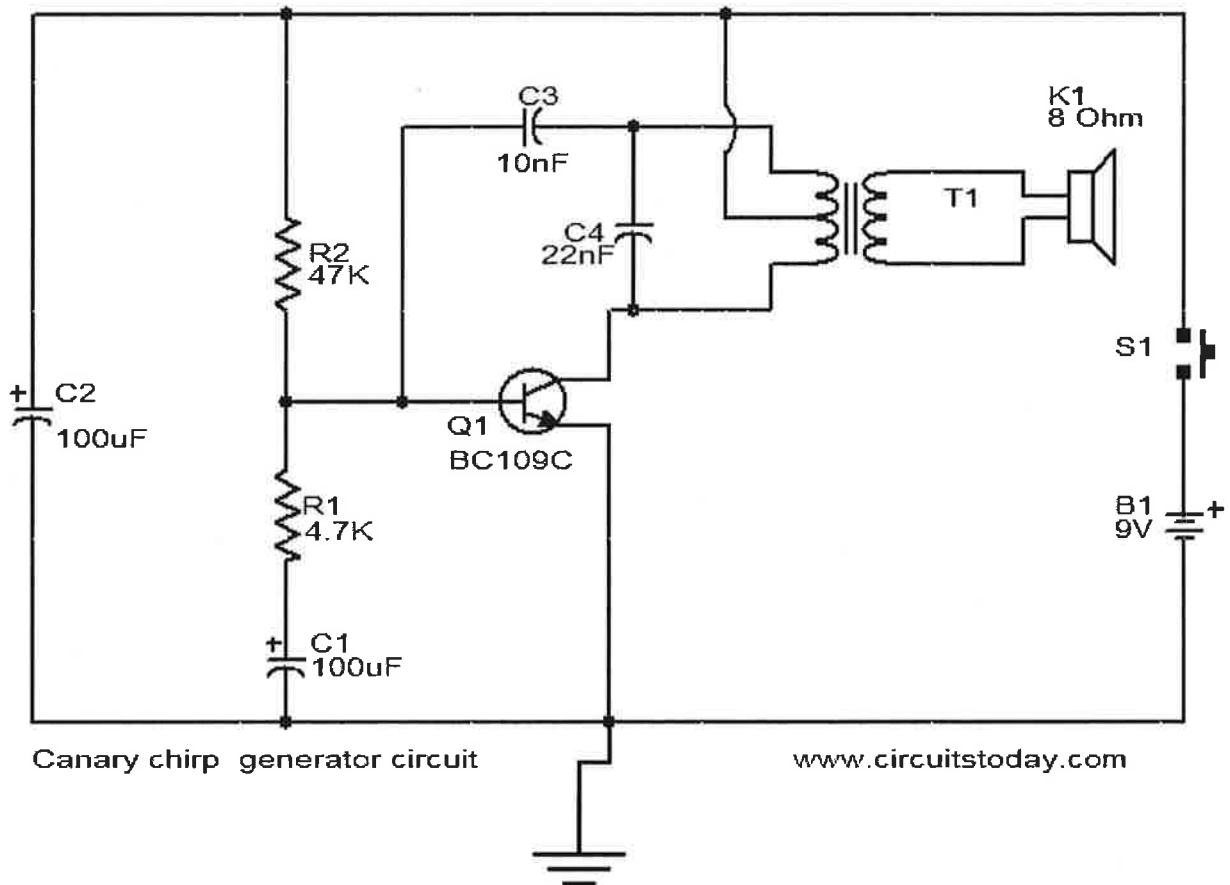 C3
10nF
K1
8 Ohm
T1
C4
22nF
R2
47K
S1
+
C2
100uF
Q1
BC109C
R1
4.7K
B1
9V
+
+
C1
100uF
Canary chirp generator circuit
www.circuitstoday.com